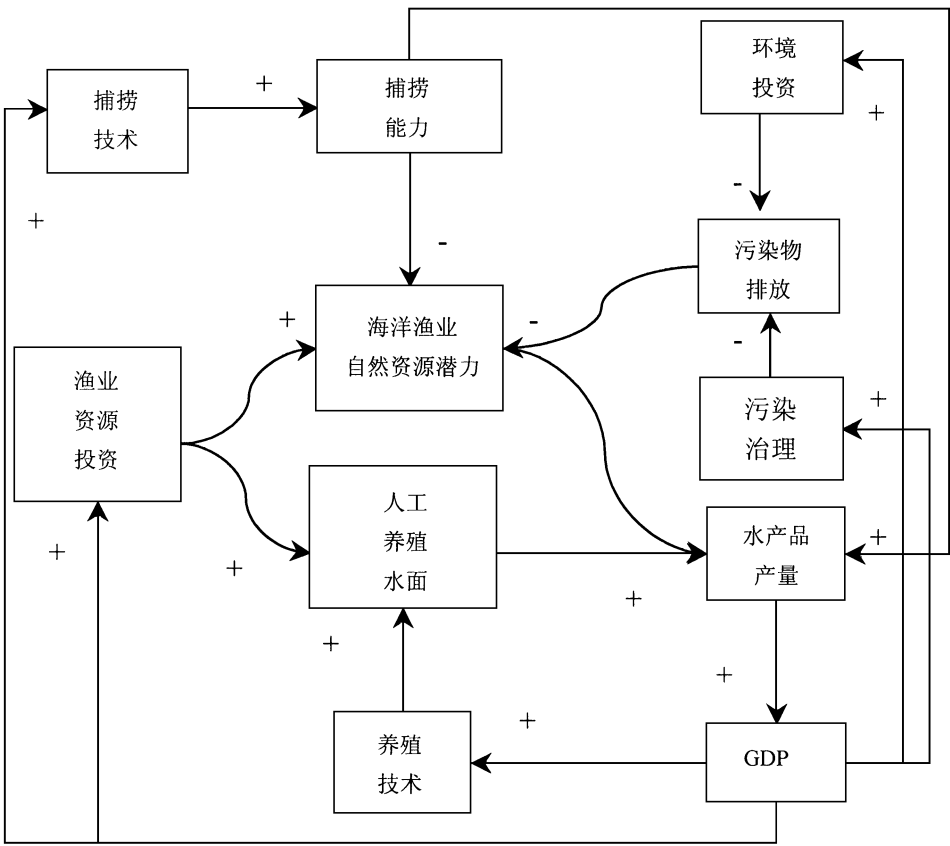 环境
投资
+
捕捞
技术
+
捕捞
能力
+
-
-
污染物
排放
+
海洋渔业
自然资源潜力
-
-
渔业
资源
投资
污染
治理
+
人工
养殖
水面
水产品
产量
+
+
+
+
+
+
+
养殖
技术
GDP